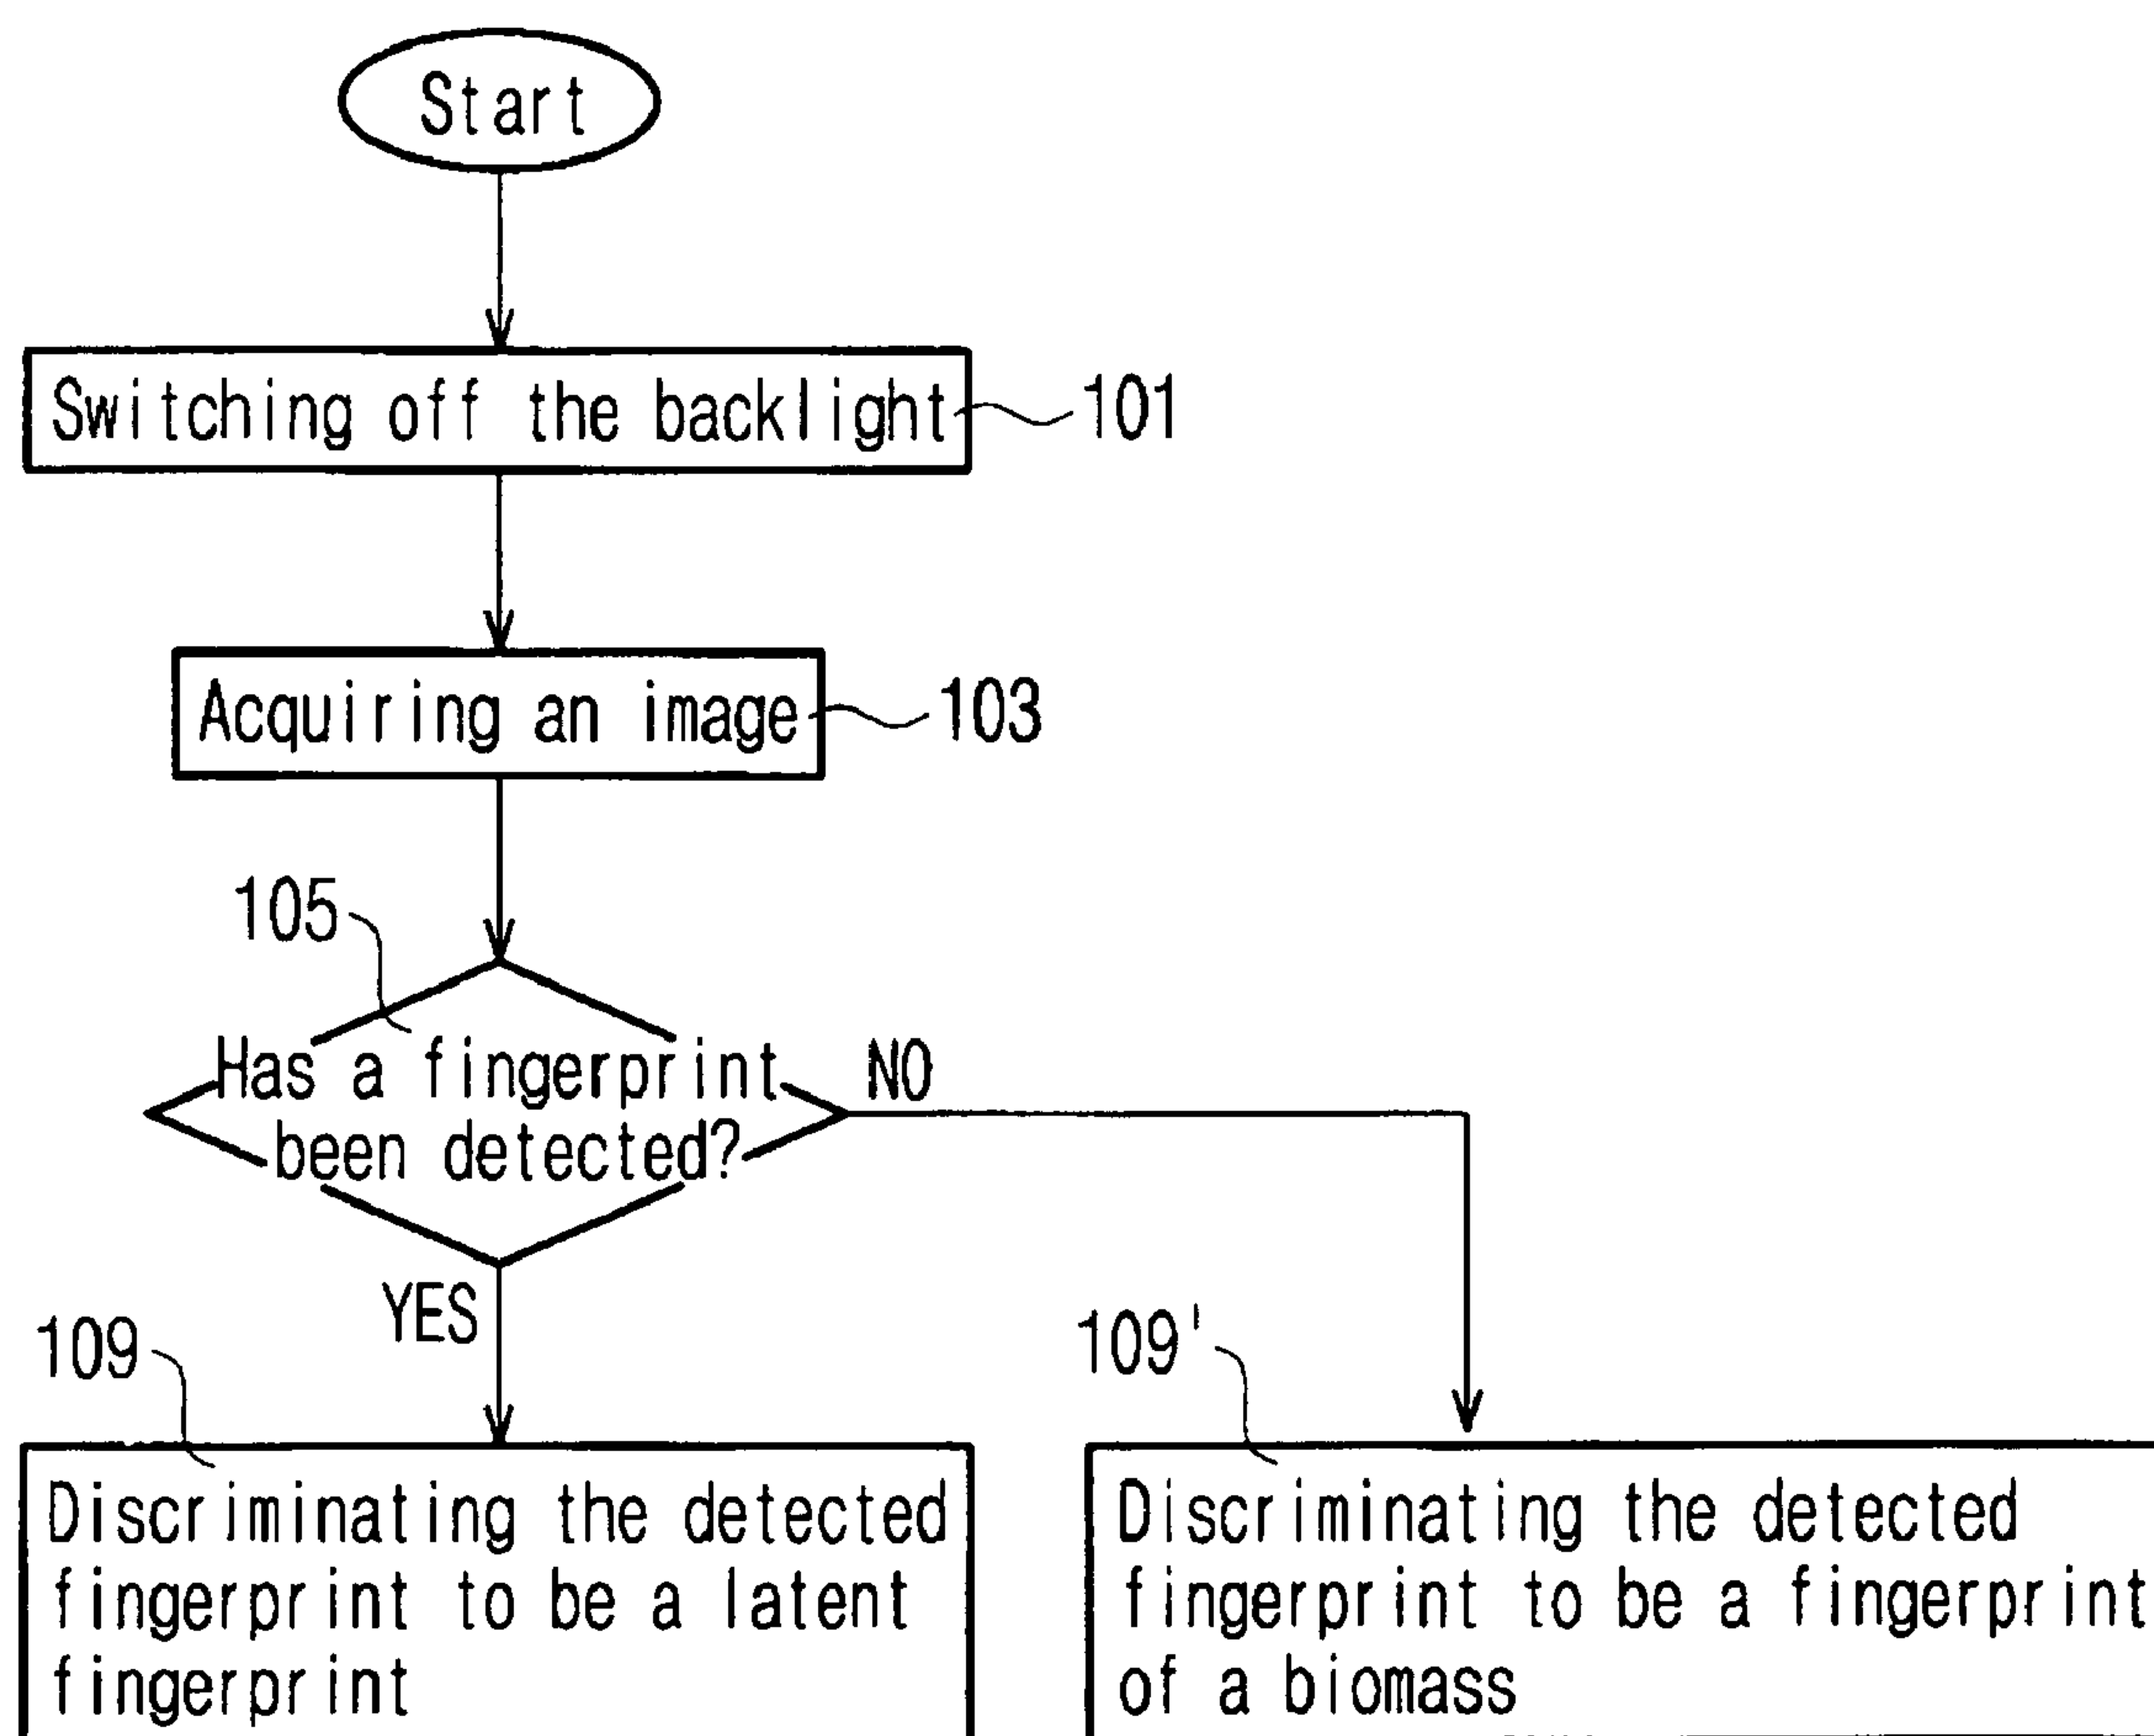 Start
Switching off the backlight
101
Acquiring an image
103
105
Has a fingerprint
been detected?
NO
YES
109
Discriminating the detected
fingerprint to be a latent
fingerprint
109'
Discriminating the detected
fingerprint to be a fingerprint
of a biomass